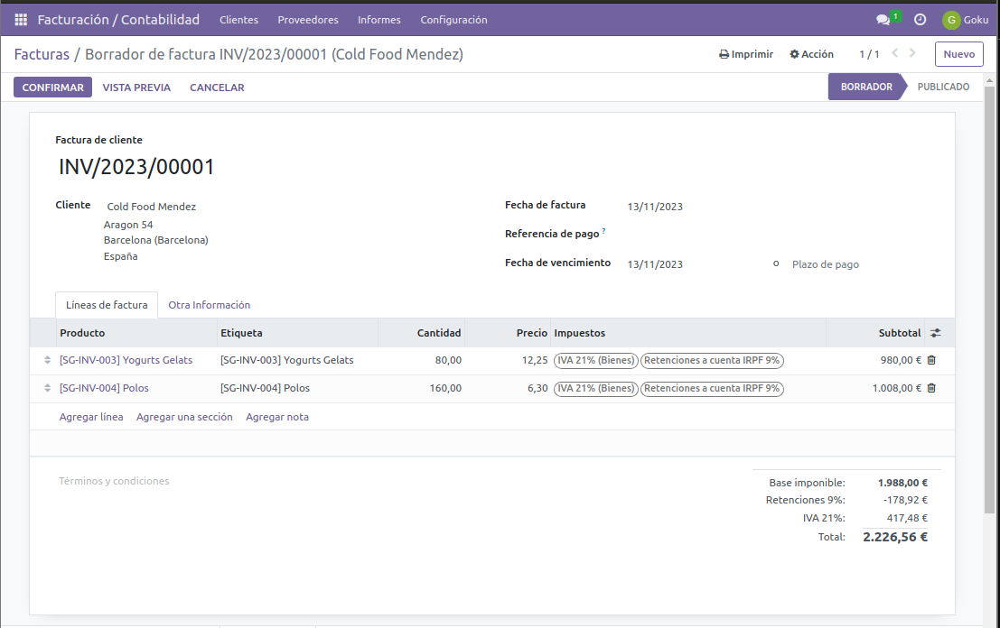 Facturación / Contabilidad Clientes Proveedores Informes Configuración 1 G Goku
Facturas / Borrador de factura INV/2023/00001 (Cold Food Mendez) Imprimir Acción 1 / 1 Nuevo
CONFIRMAR VISTA PREVIA CANCELAR BORRADOR PUBLICADO
Factura de cliente
INV/2023/00001
Cliente Cold Food Mendez Fecha de factura 13/11/2023
Aragon 54
Barcelona (Barcelona) Referencia de pago ?
España
Fecha de vencimiento 13/11/2023 o Plazo de pago
Líneas de factura Otra Información
Producto Etiqueta Cantidad Precio Impuestos Subtotal
[SG-INV-003] Yogurts Gelats [SG-INV-003] Yogurts Gelats 80,00 12,25 IVA 21% (Bienes) Retenciones a cuenta IRPF 9% 980,00 €
[SG-INV-004] Polos [SG-INV-004] Polos 160,00 6,30 IVA 21% (Bienes) Retenciones a cuenta IRPF 9% 1.008,00 €
Agregar línea Agregar una sección Agregar nota
Términos y condiciones Base imponible: 1.988,00 €
Retenciones 9%: -178,92 €
IVA 21%: 417,48 €
Total: 2.226,56 €